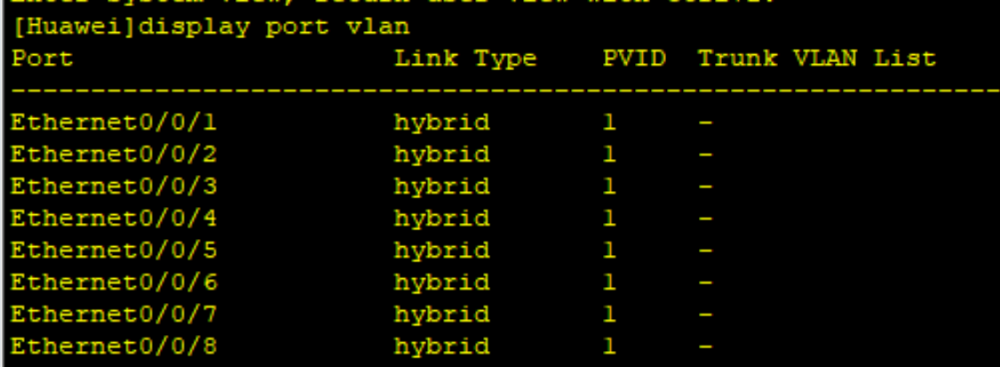 [Huawei]display port vlan
Port Link Type PVID Trunk VLAN List
-------------------------------------------------------------
Ethernet0/0/1 hybrid 1 -
Ethernet0/0/2 hybrid 1 -
Ethernet0/0/3 hybrid 1 -
Ethernet0/0/4 hybrid 1 -
Ethernet0/0/5 hybrid 1 -
Ethernet0/0/6 hybrid 1 -
Ethernet0/0/7 hybrid 1 -
Ethernet0/0/8 hybrid 1 -